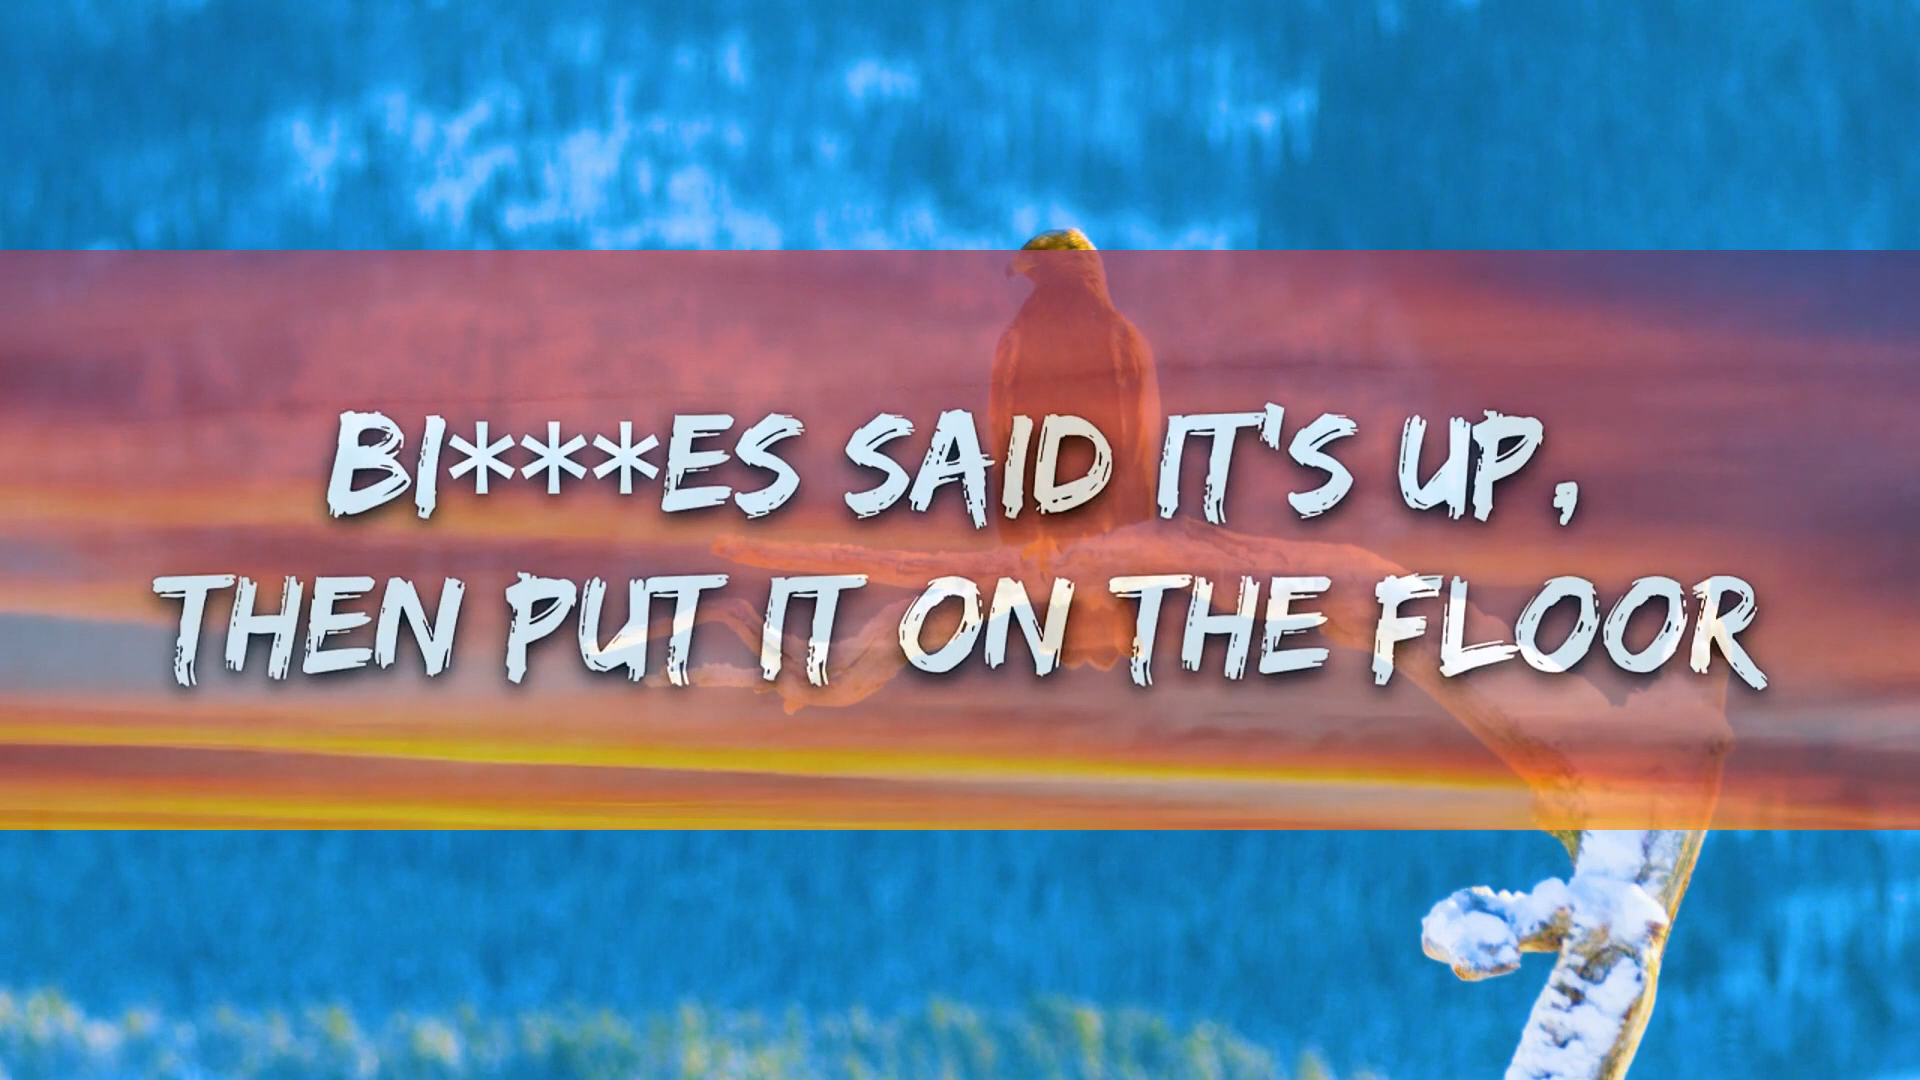 BI***ES SAID IT'S UP,
THEN PUT IT ON THE FLOOR